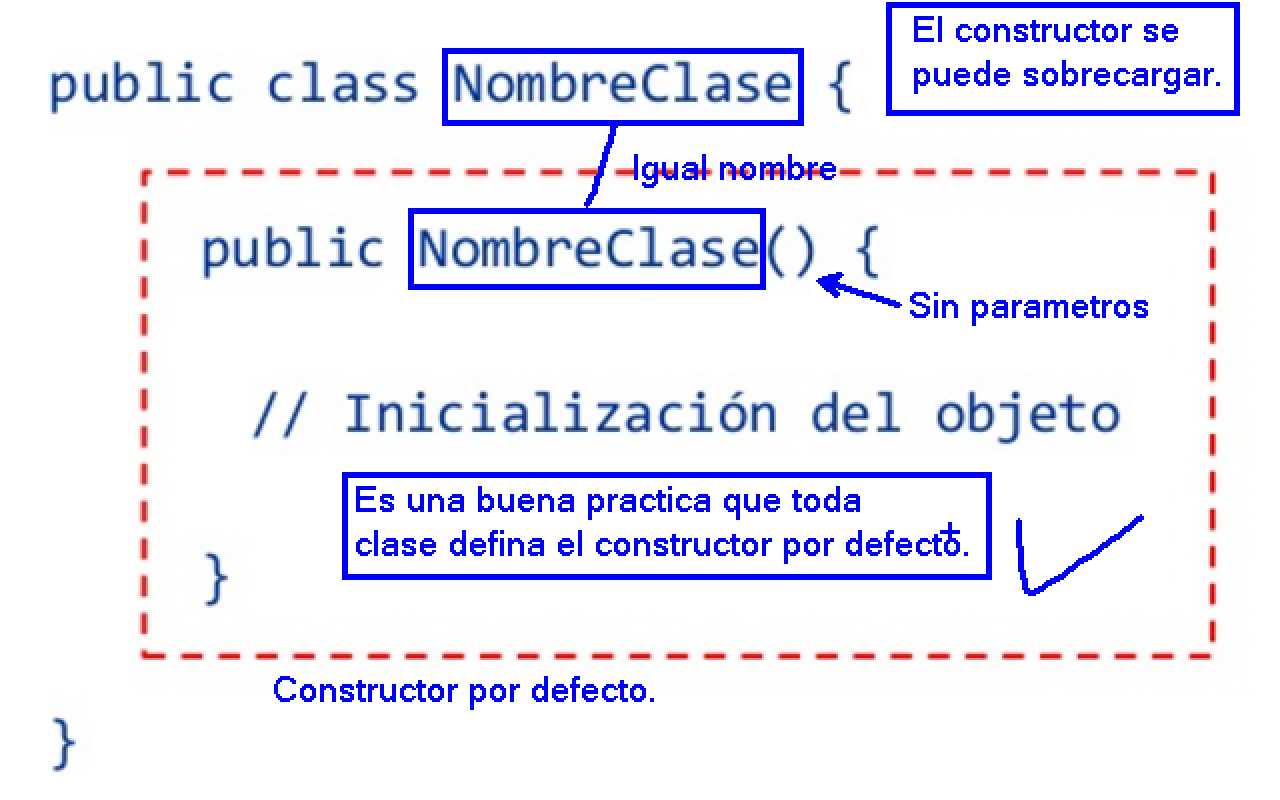 El constructor se
puede sobrecargar.
public class NombreClase {
Igual nombre
public NombreClase() {
Sin parametros
// Inicialización del objeto
Es una buena practica que toda
clase defina el constructor por defecto.
}
Constructor por defecto.
}